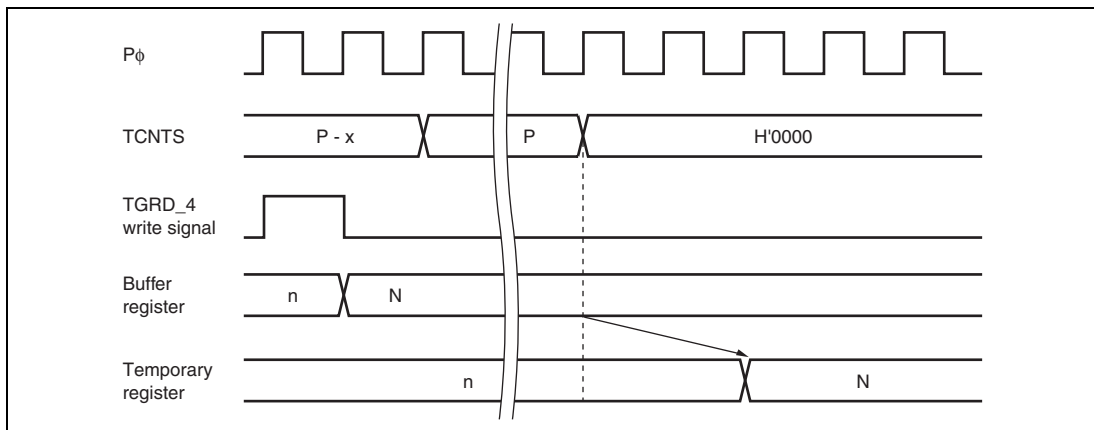 Pϕ
TCNTS
P - x
P
H'0000
TGRD_4
write signal
Buffer
register
n
N
Temporary
register
n
N